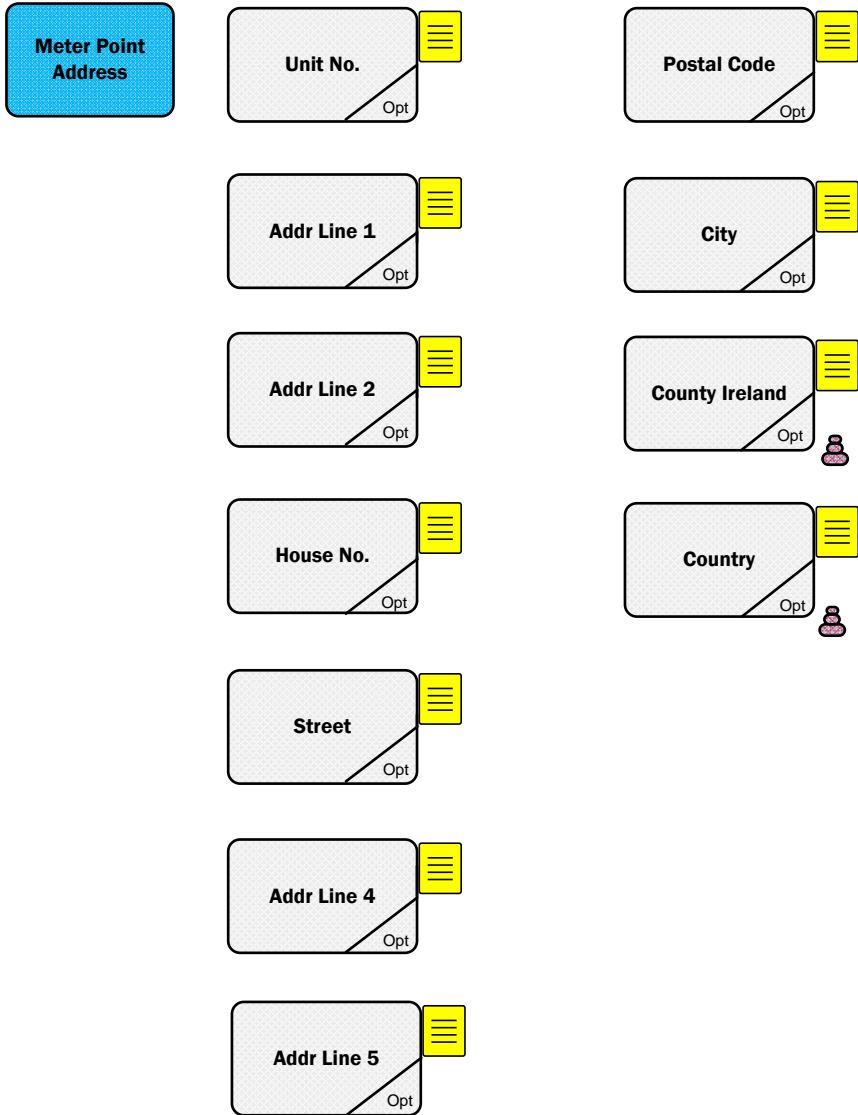 Meter Point
Address
Unit No.
Opt
Postal Code
Opt
Addr Line 1
Opt
City
Opt
Addr Line 2
Opt
County Ireland
Opt
House No.
Opt
Country
Opt
Street
Opt
Addr Line 4
Opt
Addr Line 5
Opt